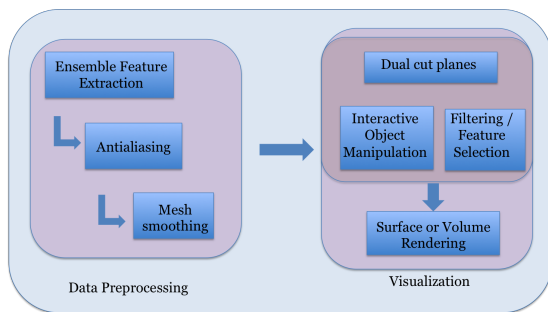 Ensemble Feature
Extraction
Antialiasing
Mesh
smoothing
Data Preprocessing
Dual cut planes
Interactive
Object
Manipulation
Filtering /
Feature
Selection
Surface or Volume
Rendering
Visualization